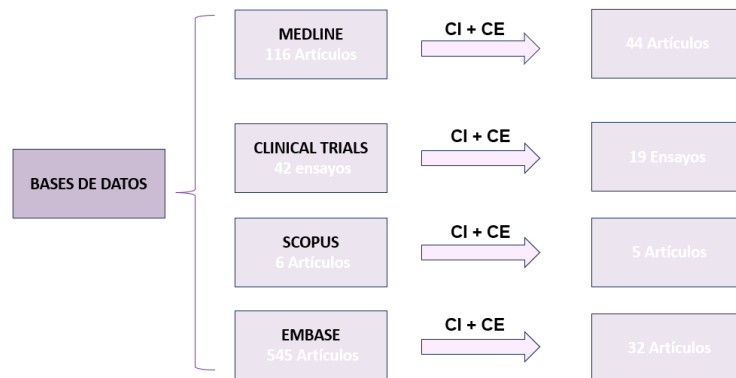 BASES DE DATOS
MEDLINE
116 Artículos
CI + CE
44 Artículos
CLINICAL TRIALS
42 ensayos
CI + CE
19 Ensayos
SCOPUS
6 Artículos
CI + CE
5 Artículos
EMBASE
545 Artículos
CI + CE
32 Artículos